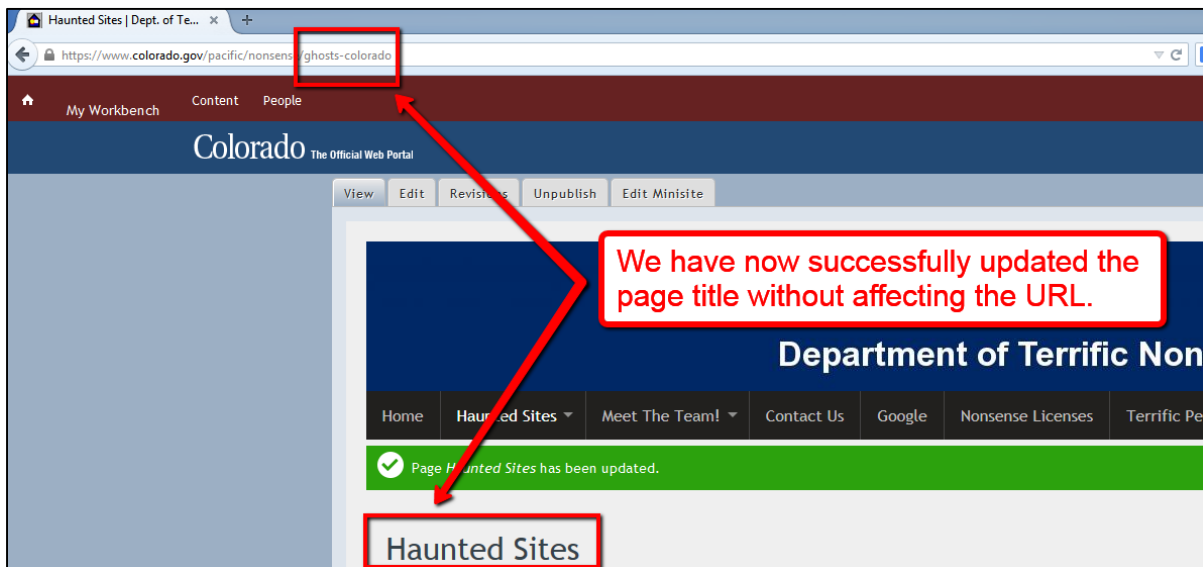 Haunted Sites | Dept. of Te... × +
https://www.colorado.gov/pacific/nonsense/ghosts-colorado
My Workbench Content People
Colorado The Official Web Portal
View Edit Revisions Unpublish Edit Minisite
We have now successfully updated the
page title without affecting the URL.
Department of Terrific Non
Home Haunted Sites Meet The Team! Contact Us Google Nonsense Licenses Terrific Pe
Page Haunted Sites has been updated.
Haunted Sites